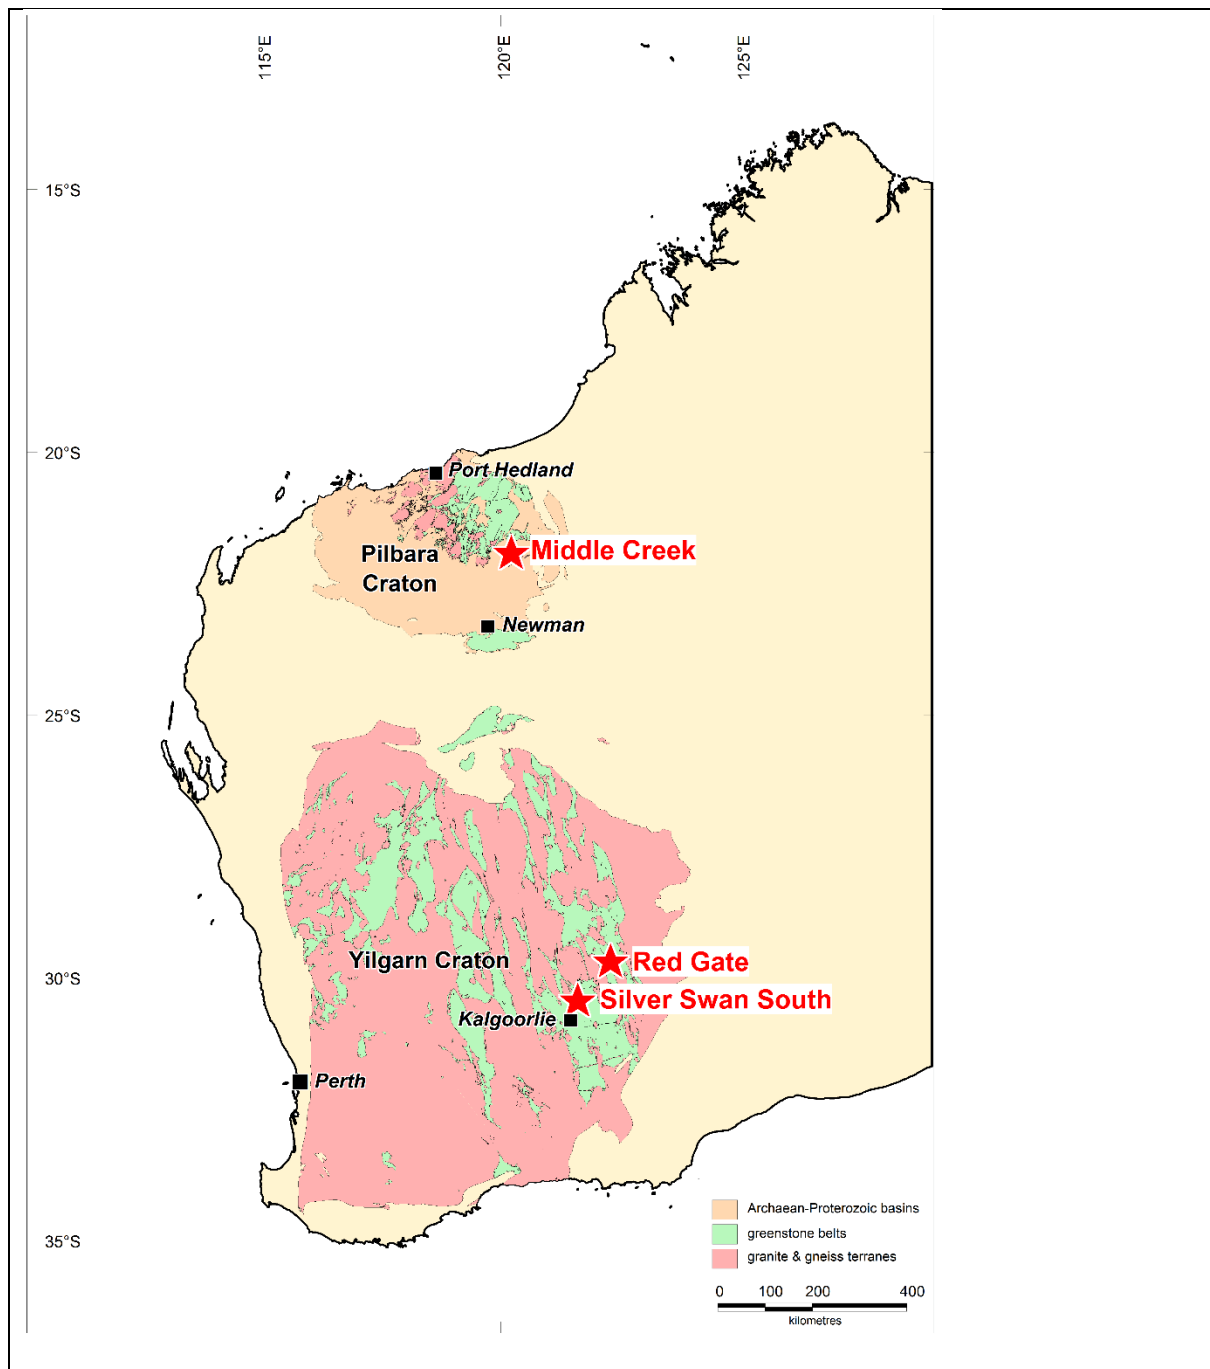 115°E
120°E
125°E
15°S
20°S
Port Hedland
Middle Creek
Pilbara
Craton
Newman
25°S
Yilgarn Craton
Red Gate
30°S
Silver Swan South
Kalgoorlie
Perth
Archaean-Proterozoic basins
greenstone belts
35°S
granite & gneiss terranes
0 100 200 400
kilometres